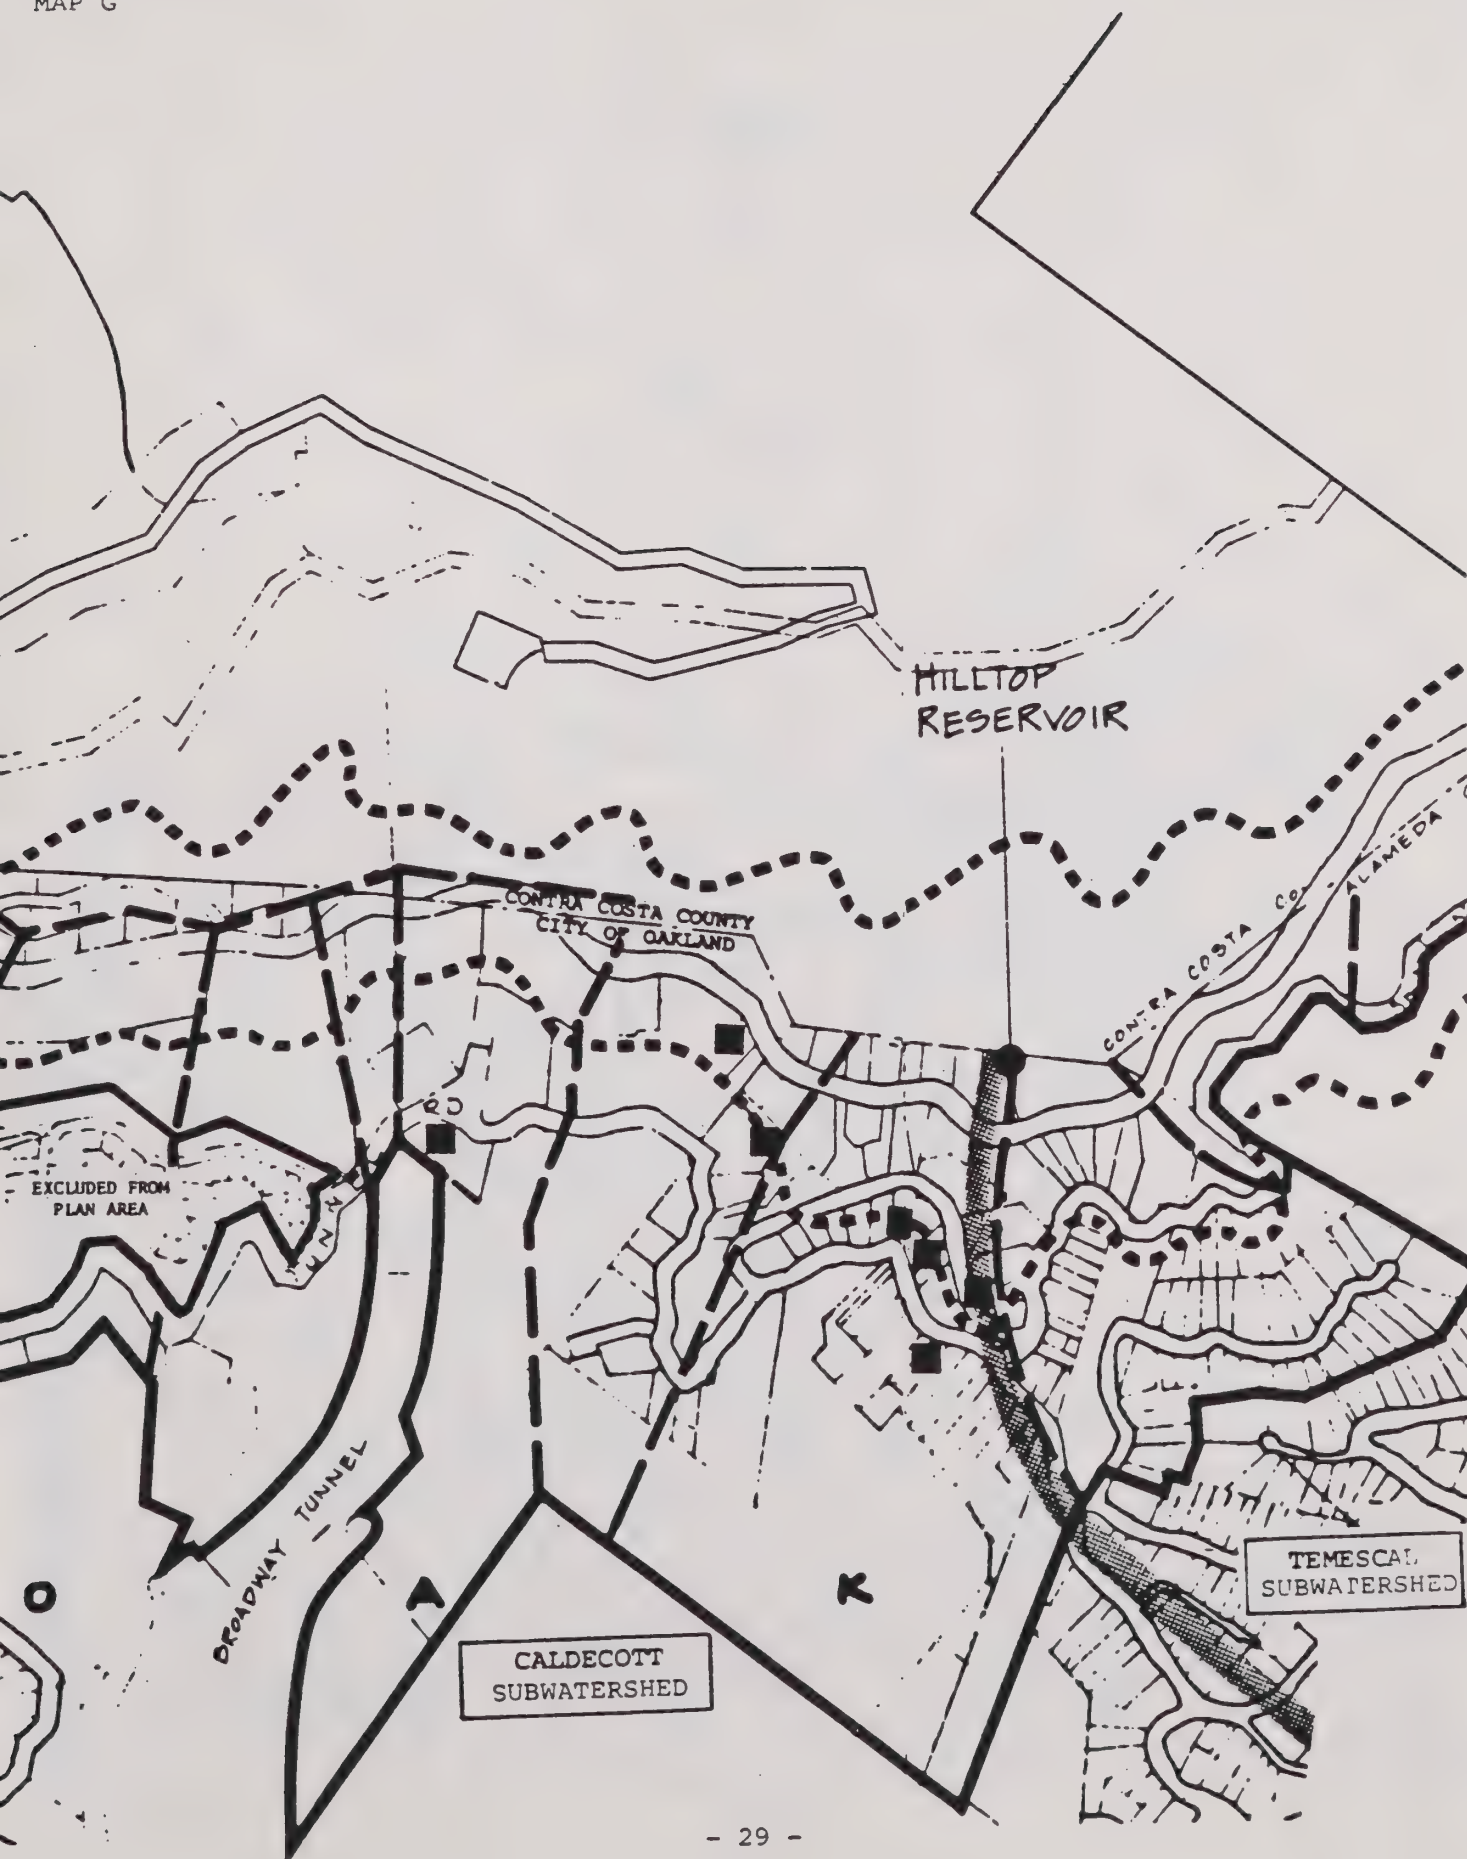 MAP G
HILLTOP
RESERVOIR
CONTRA COSTA COUNTY
CITY OF OAKLAND
CONTRA COSTA CO.
ALAMEDA
RD
EXCLUDED FROM
PLAN AREA
BROADWAY TUNNEL
O
A
K
TEMESCAL
SUBWATERSHED
CALDECOTT
SUBWATERSHED
- 29 -